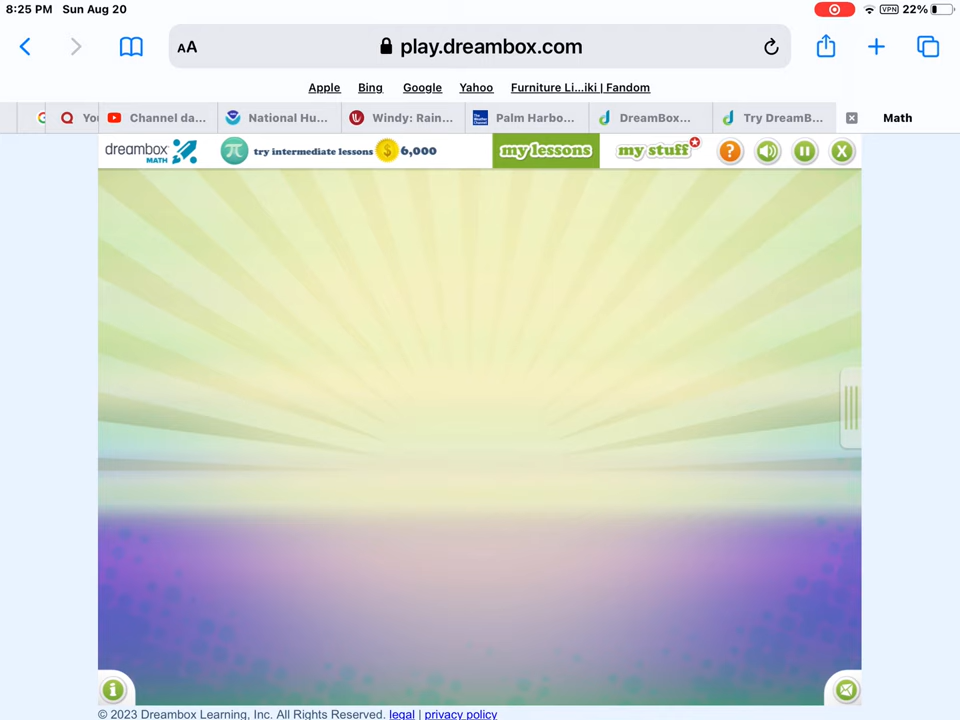 8:25 PM Sun Aug 20
VPN 22%
AA play.dreambox.com
Apple Bing Google Yahoo Furniture Li...iki | Fandom
Yo Channel da... National Hu... Windy: Rain... Palm Harbo... DreamBox... Try DreamB... Math
dreambox MATH π try intermediate lessons $ 6,000 my lessons my stuff ? X
i
© 2023 Dreambox Learning, Inc. All Rights Reserved. legal | privacy policy